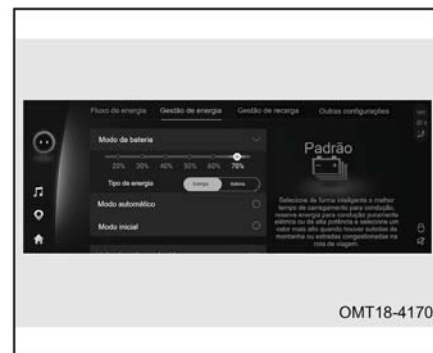 Fluxo de energia Gestão de energia Gestão de recarga Outras configurações
Modo da bateria
20% 30% 40% 50% 60% 70%
Tipo de energia Energia Bateria
Modo automático
Modo inicial
Padrão
Selecione de forma inteligente o melhor
tempo de carregamento para condução,
reserve energia para condução puramente
elétrica ou de alta potência e selecione um
valor mais alto quando houver subidas de
montanha ou estradas congestionadas na
rota de viagem.
OMT18-4170